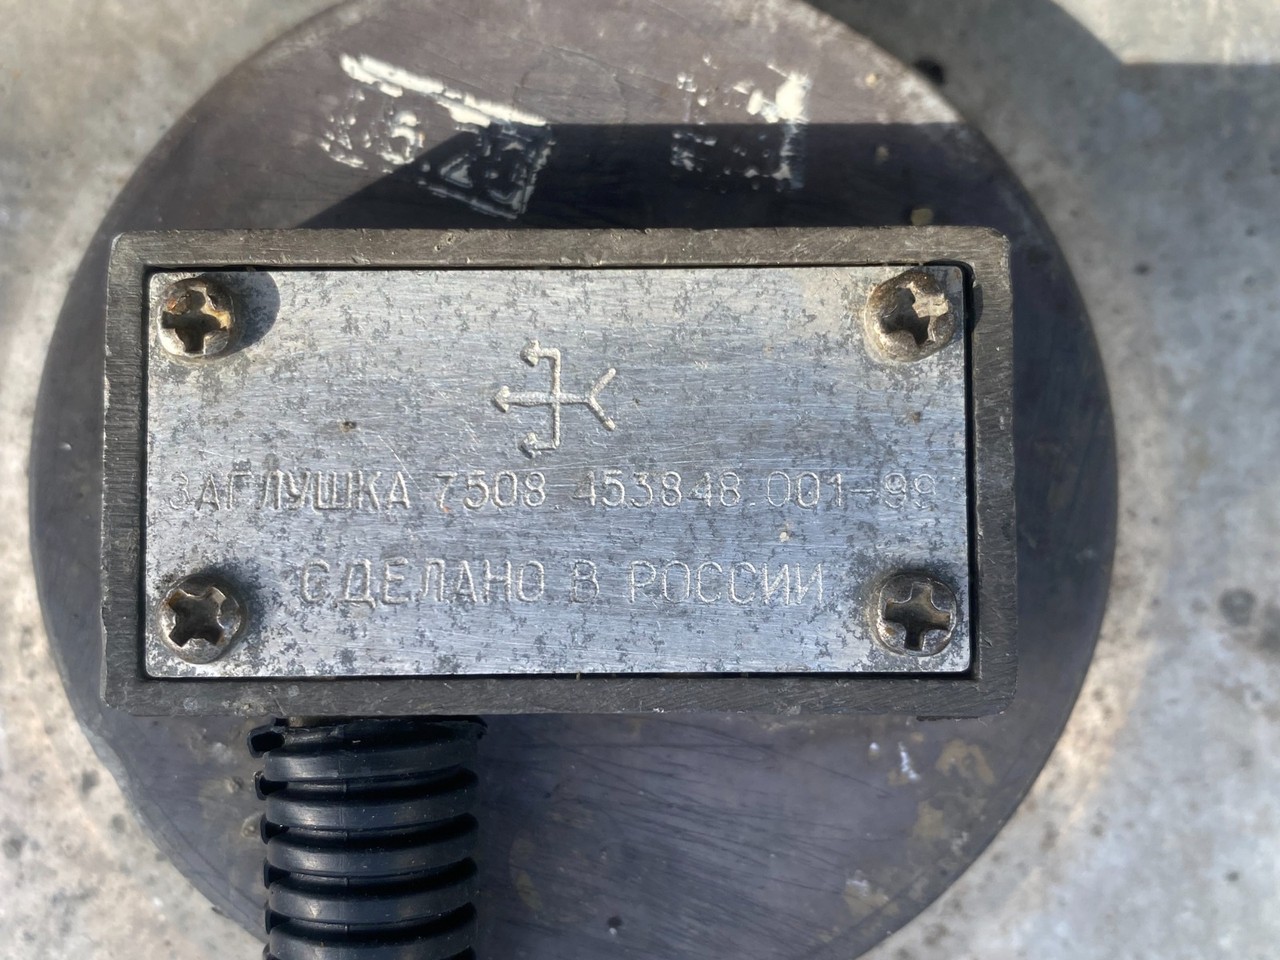 ЗАГЛУШКА 7508.453848.001-99
СДЕЛАНО В РОССИИ